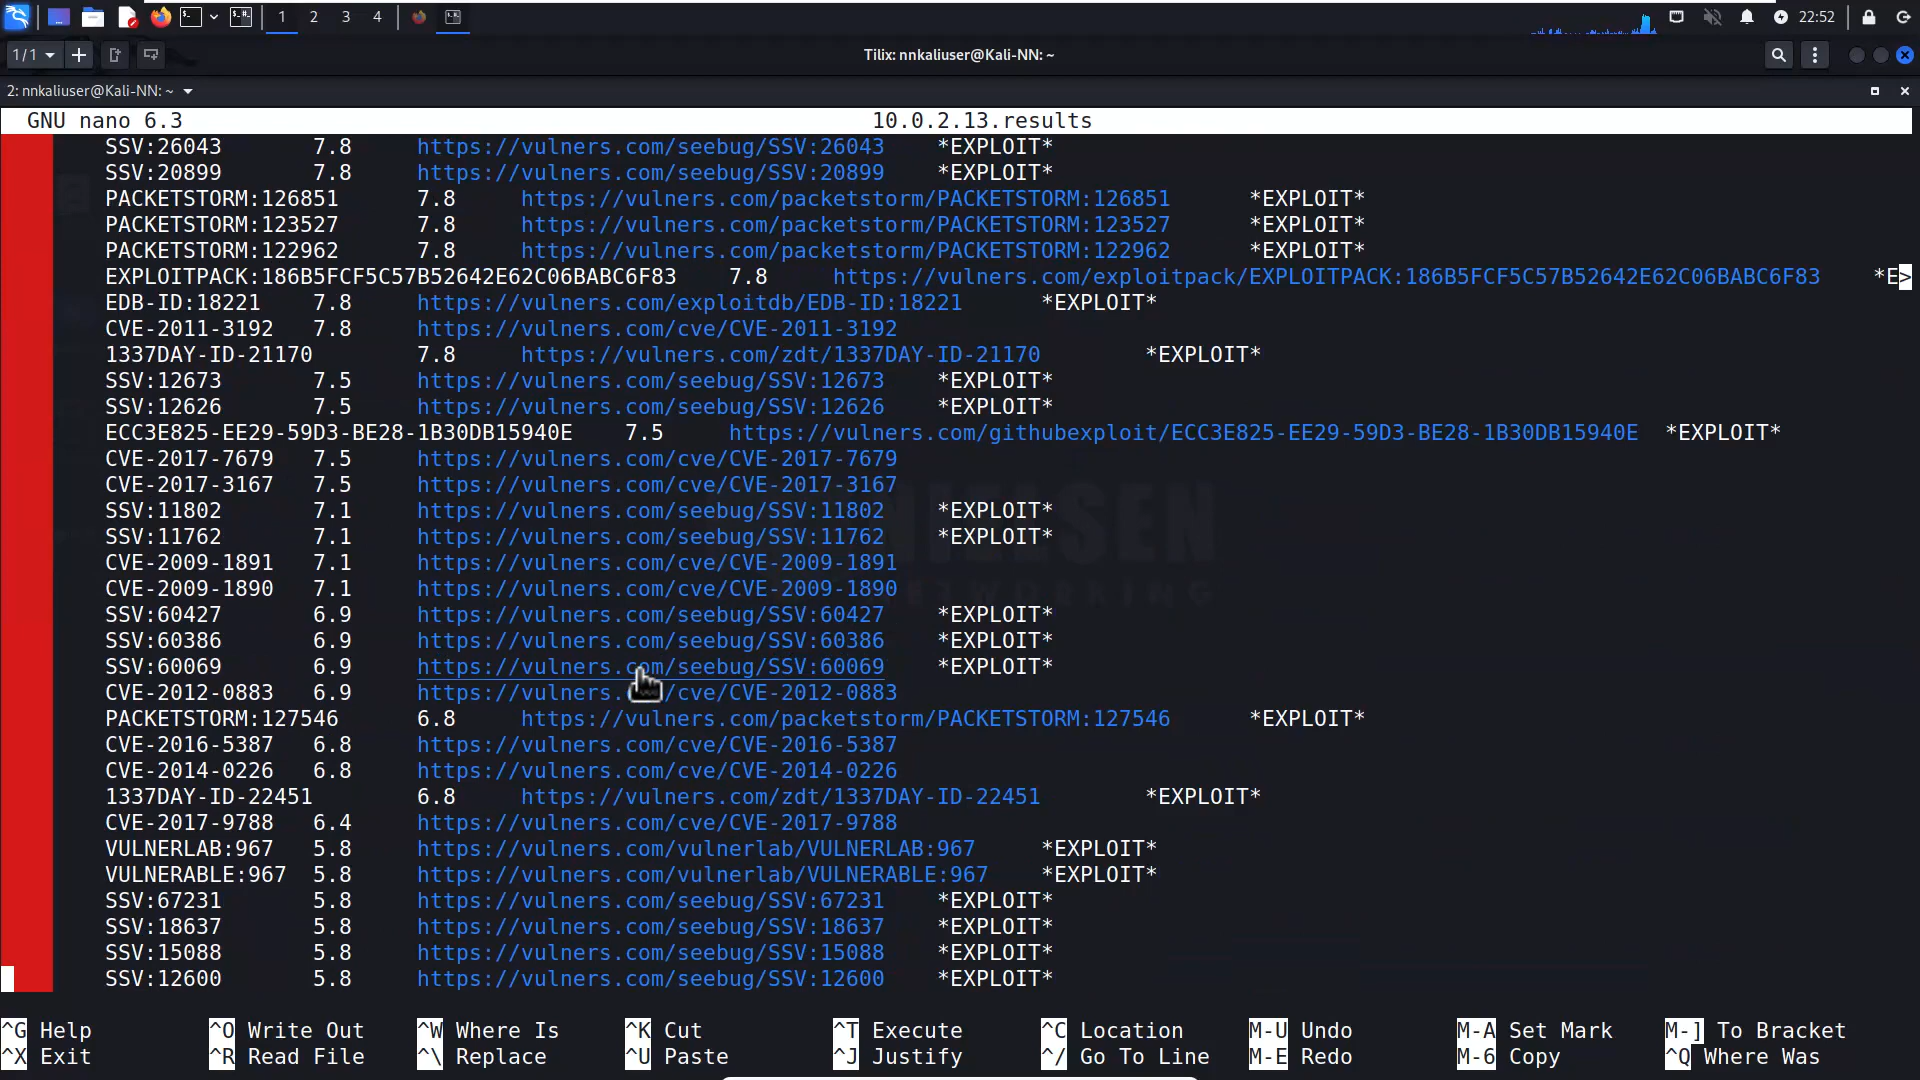 1 2 3 4 22:52
1/1 Tilix: nnkaliuser@Kali-NN: ~
2: nnkaliuser@Kali-NN: ~
GNU nano 6.3 10.0.2.13.results
SSV:26043 7.8 https://vulners.com/seebug/SSV:26043 *EXPLOIT*
SSV:20899 7.8 https://vulners.com/seebug/SSV:20899 *EXPLOIT*
PACKETSTORM:126851 7.8 https://vulners.com/packetstorm/PACKETSTORM:126851 *EXPLOIT*
PACKETSTORM:123527 7.8 https://vulners.com/packetstorm/PACKETSTORM:123527 *EXPLOIT*
PACKETSTORM:122962 7.8 https://vulners.com/packetstorm/PACKETSTORM:122962 *EXPLOIT*
EXPLOITPACK:186B5FCF5C57B52642E62C06BABC6F83 7.8 https://vulners.com/exploitpack/EXPLOITPACK:186B5FCF5C57B52642E62C06BABC6F83 *E>
EDB-ID:18221 7.8 https://vulners.com/exploitdb/EDB-ID:18221 *EXPLOIT*
CVE-2011-3192 7.8 https://vulners.com/cve/CVE-2011-3192
1337DAY-ID-21170 7.8 https://vulners.com/zdt/1337DAY-ID-21170 *EXPLOIT*
SSV:12673 7.5 https://vulners.com/seebug/SSV:12673 *EXPLOIT*
SSV:12626 7.5 https://vulners.com/seebug/SSV:12626 *EXPLOIT*
ECC3E825-EE29-59D3-BE28-1B30DB15940E 7.5 https://vulners.com/githubexploit/ECC3E825-EE29-59D3-BE28-1B30DB15940E *EXPLOIT*
CVE-2017-7679 7.5 https://vulners.com/cve/CVE-2017-7679
CVE-2017-3167 7.5 https://vulners.com/cve/CVE-2017-3167
SSV:11802 7.1 https://vulners.com/seebug/SSV:11802 *EXPLOIT*
SSV:11762 7.1 https://vulners.com/seebug/SSV:11762 *EXPLOIT*
CVE-2009-1891 7.1 https://vulners.com/cve/CVE-2009-1891
CVE-2009-1890 7.1 https://vulners.com/cve/CVE-2009-1890
SSV:60427 6.9 https://vulners.com/seebug/SSV:60427 *EXPLOIT*
SSV:60386 6.9 https://vulners.com/seebug/SSV:60386 *EXPLOIT*
SSV:60069 6.9 https://vulners.com/seebug/SSV:60069 *EXPLOIT*
CVE-2012-0883 6.9 https://vulners.com/cve/CVE-2012-0883
PACKETSTORM:127546 6.8 https://vulners.com/packetstorm/PACKETSTORM:127546 *EXPLOIT*
CVE-2016-5387 6.8 https://vulners.com/cve/CVE-2016-5387
CVE-2014-0226 6.8 https://vulners.com/cve/CVE-2014-0226
1337DAY-ID-22451 6.8 https://vulners.com/zdt/1337DAY-ID-22451 *EXPLOIT*
CVE-2017-9788 6.4 https://vulners.com/cve/CVE-2017-9788
VULNERLAB:967 5.8 https://vulners.com/vulnerlab/VULNERLAB:967 *EXPLOIT*
VULNERABLE:967 5.8 https://vulners.com/vulnerlab/VULNERABLE:967 *EXPLOIT*
SSV:67231 5.8 https://vulners.com/seebug/SSV:67231 *EXPLOIT*
SSV:18637 5.8 https://vulners.com/seebug/SSV:18637 *EXPLOIT*
SSV:15088 5.8 https://vulners.com/seebug/SSV:15088 *EXPLOIT*
SSV:12600 5.8 https://vulners.com/seebug/SSV:12600 *EXPLOIT*
^G Help ^O Write Out ^W Where Is ^K Cut ^T Execute ^C Location M-U Undo M-A Set Mark M-] To Bracket
^X Exit ^R Read File ^\ Replace ^U Paste ^J Justify ^/ Go To Line M-E Redo M-6 Copy ^Q Where Was